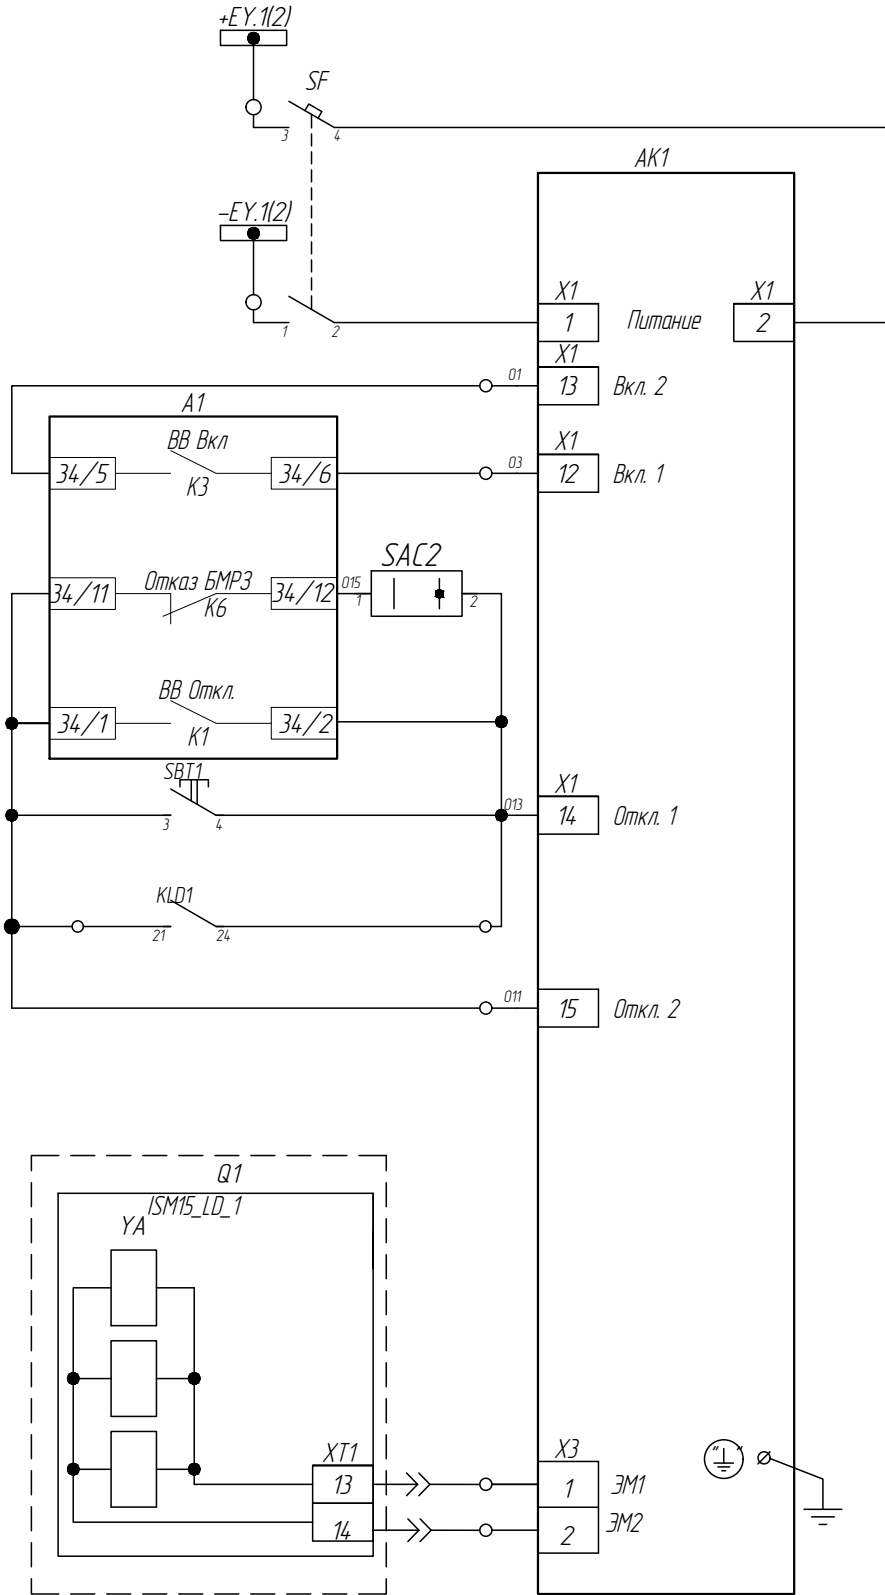 +EY.1(2)
SF
3 4
AK1
-EY.1(2)
X1 X1
1 Питание 2
1 2
X1
01 13 Вкл. 2
A1
ВВ Вкл
X1
34/5 34/6 03 12 Вкл. 1
K3
SAC2
Отказ БМРЗ
34/11 34/12 015 1 2
K6
ВВ Откл.
34/1 34/2
K1
SBT1
X1
013 14 Откл. 1
3 4
KLD1
21 24
011 15 Откл. 2
Q1
ISM15_LD_1
YA
XT1 X3
13 1 ЭМ1
14 2 ЭМ2